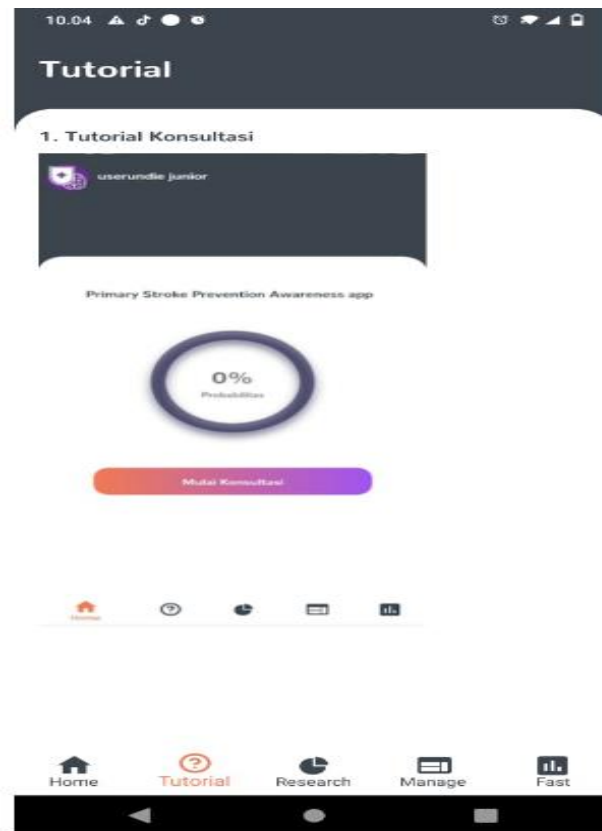 10.04
Tutorial
1. Tutorial Konsultasi
userundie junior
Primary Stroke Prevention Awareness app
0%
Probabilitas
Mulai Konsultasi
Home
Home Tutorial Research Manage Fast